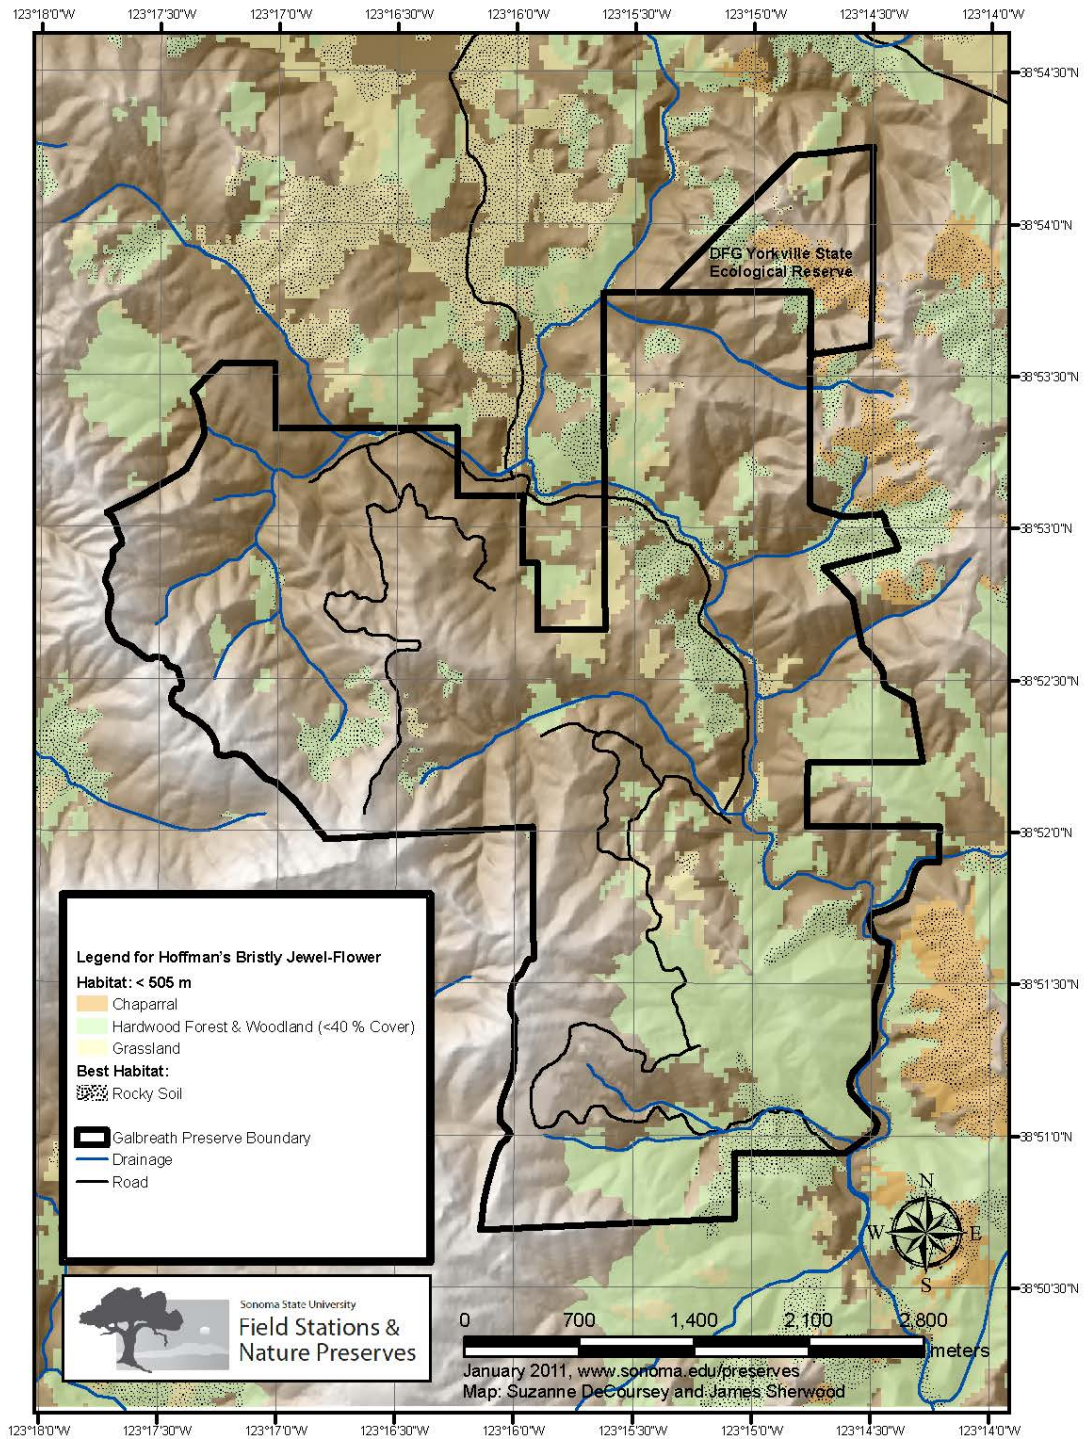 123°18'0"W 123°17'30"W 123°17'0"W 123°16'30"W 123°16'0"W 123°15'30"W 123°15'0"W 123°14'30"W 123°14'0"W
38°54'30"N
38°54'0"N
DFG Yorkville State
Ecological Reserve
38°53'30"N
38°53'0"N
38°52'30"N
38°52'0"N
Legend for Hoffman's Bristly Jewel-Flower
Habitat: < 505 m
Chaparral
Hardwood Forest & Woodland (<40 % Cover)
Grassland
Best Habitat:
Rocky Soil
Galbreath Preserve Boundary
Drainage
Road
38°51'30"N
38°51'0"N
N
W E
S
38°50'30"N
Sonoma State University
Field Stations &
Nature Preserves
0 700 1,400 2,100 2,800
meters
January 2011, www.sonoma.edu/preserves
Map: Suzanne DeCoursey and James Sherwood
123°18'0"W 123°17'30"W 123°17'0"W 123°16'30"W 123°16'0"W 123°15'30"W 123°15'0"W 123°14'30"W 123°14'0"W